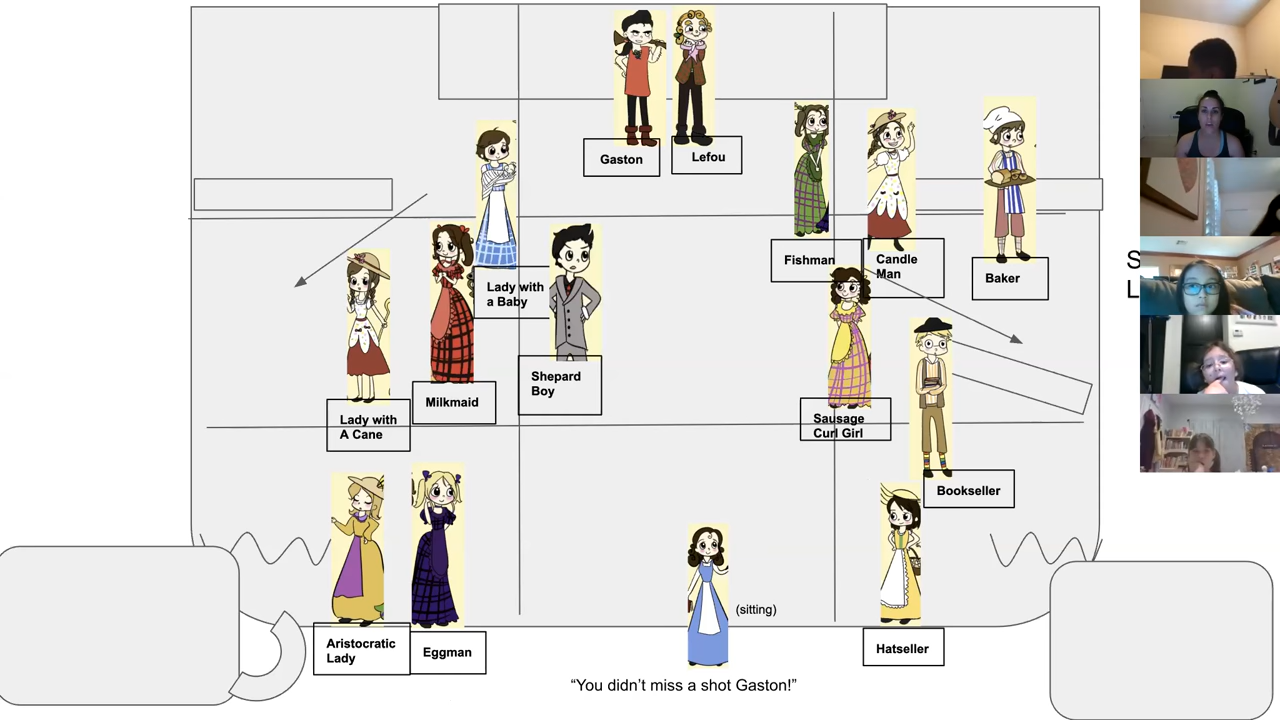 Gaston
Lefou
Fishman
Candle
Man
Baker
Lady with
a Baby
Shepard
Boy
Milkmaid
Lady with
A Cane
Sausage
Curl Girl
Bookseller
(sitting)
Aristocratic
Lady
Eggman
Hatseller
“You didn’t miss a shot Gaston!”